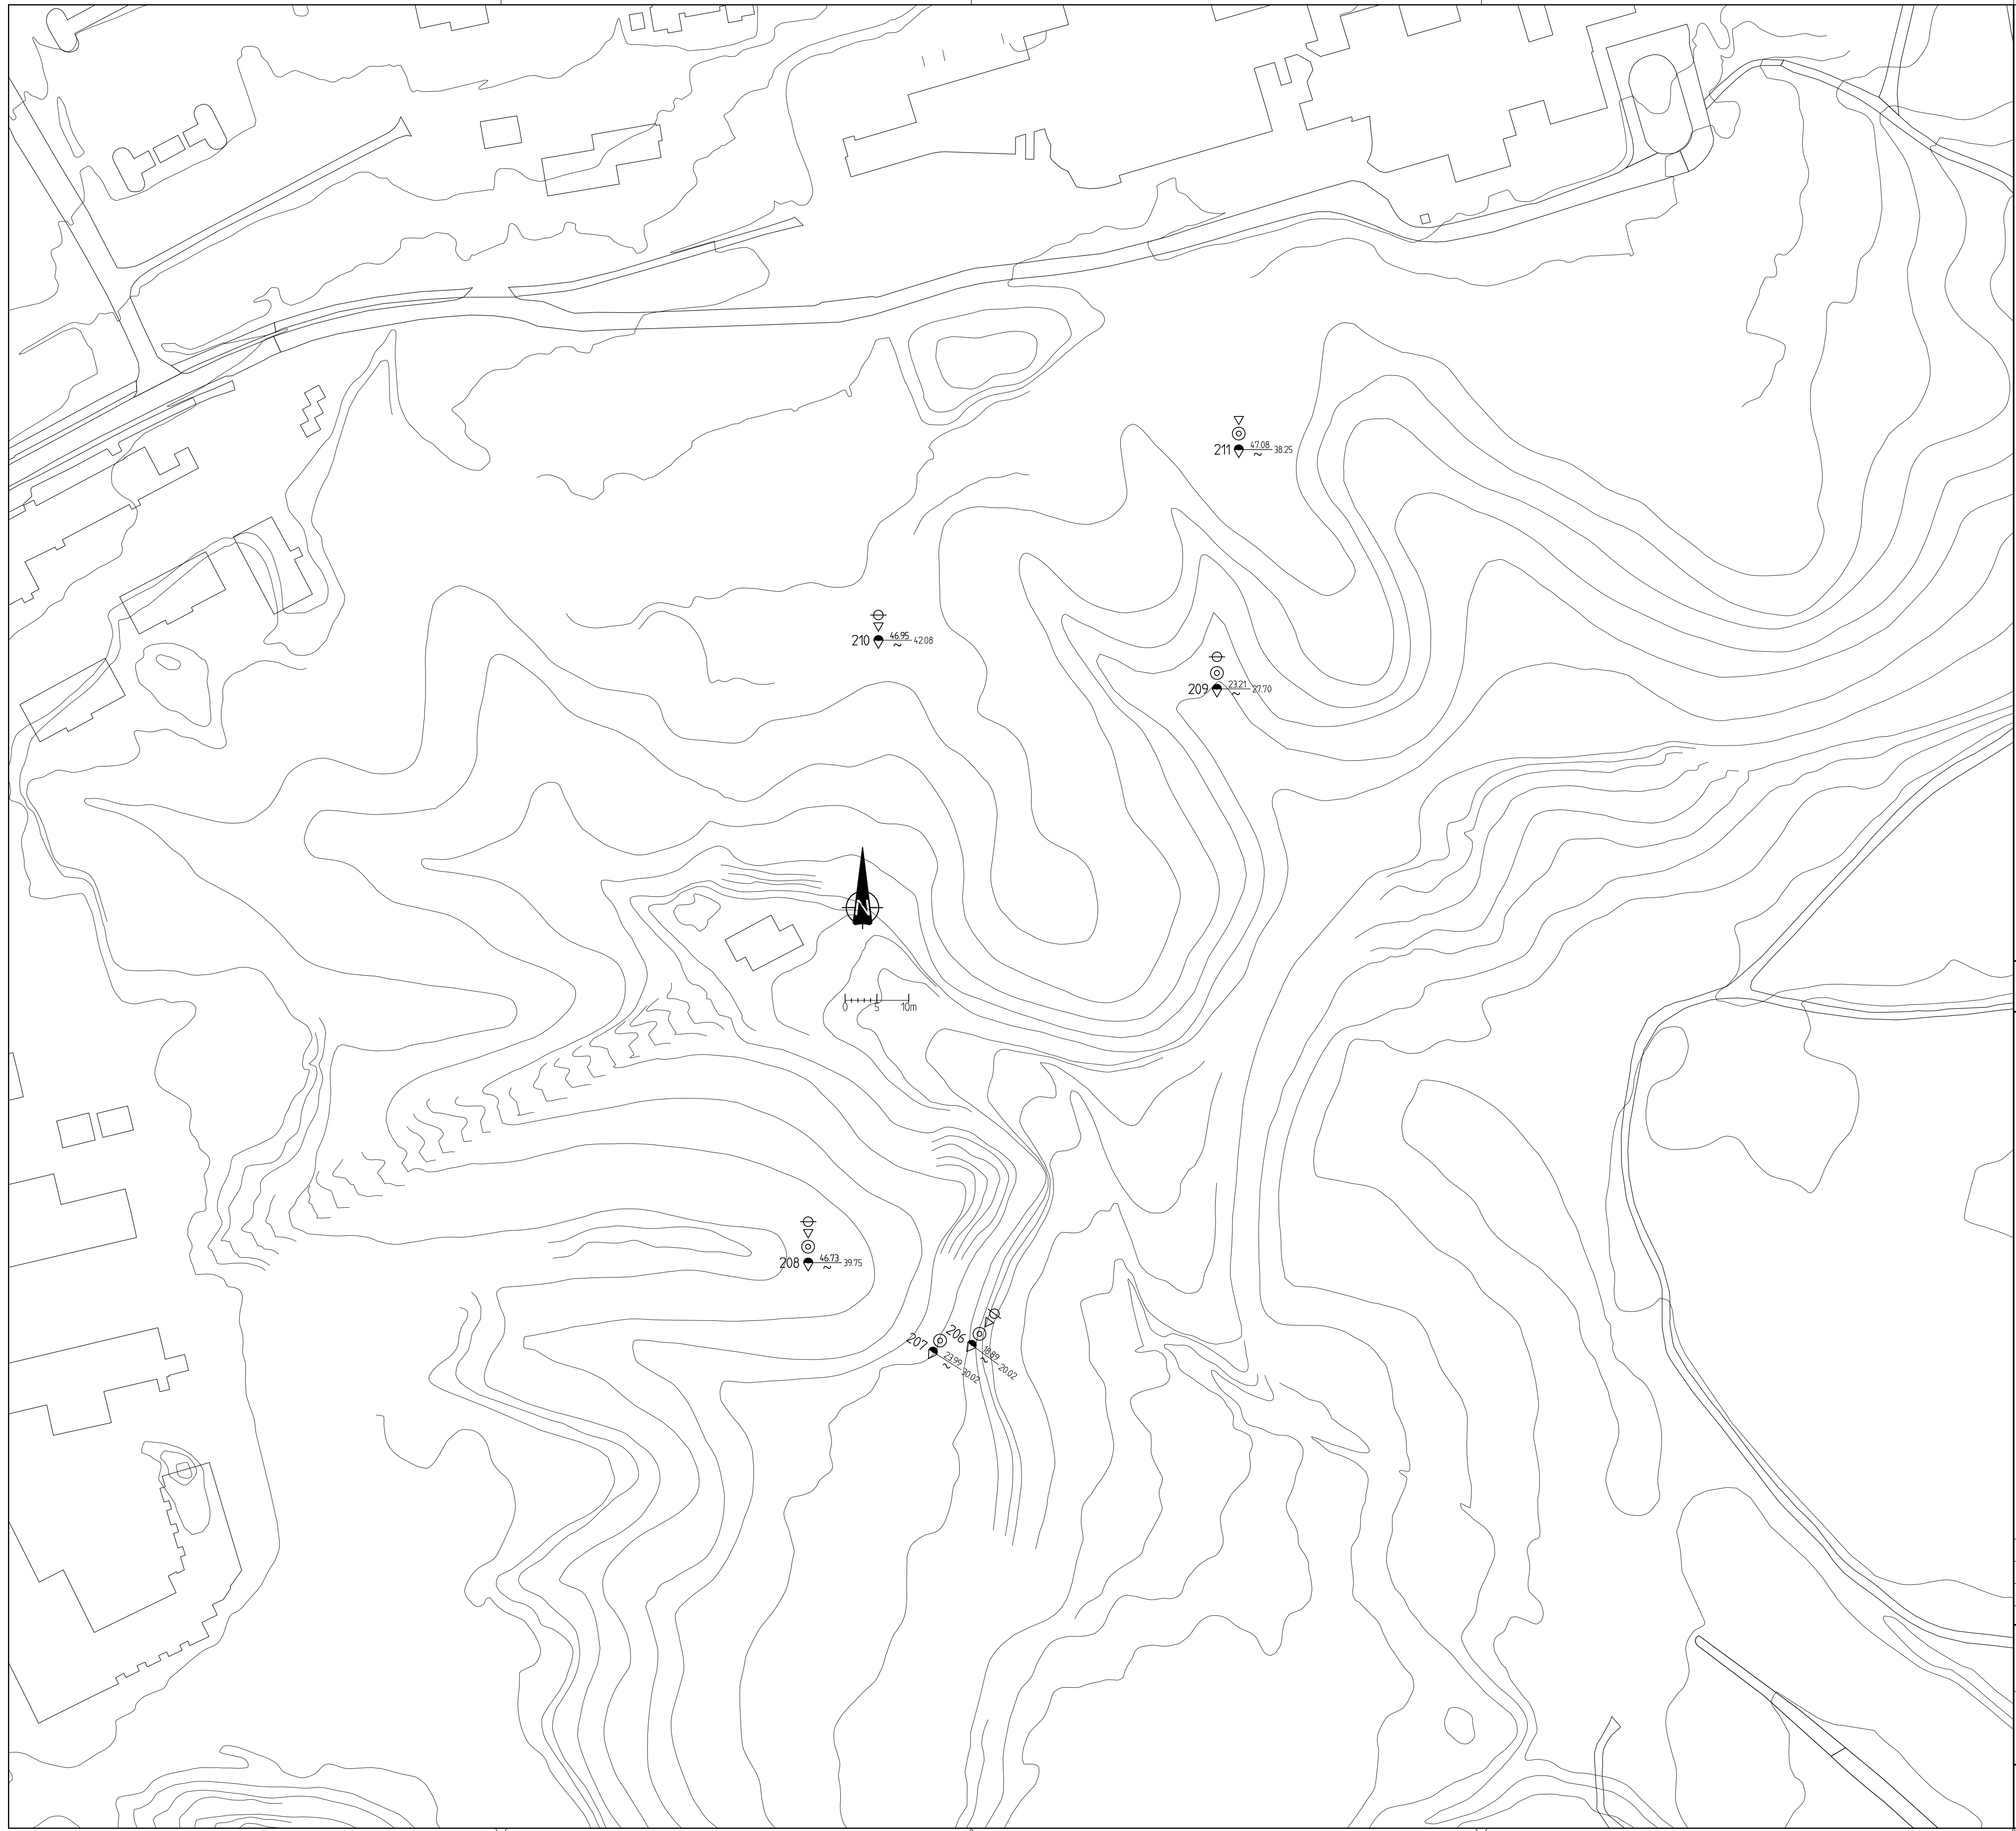 211 47.08 ~ 38.25
210 46.95 ~ 42.08
209 23.21 ~ 27.70
N
0 5 10m
208 46.73 ~ 39.75
206 18.89 ~ 20.02
207 23.99 ~ 30.02